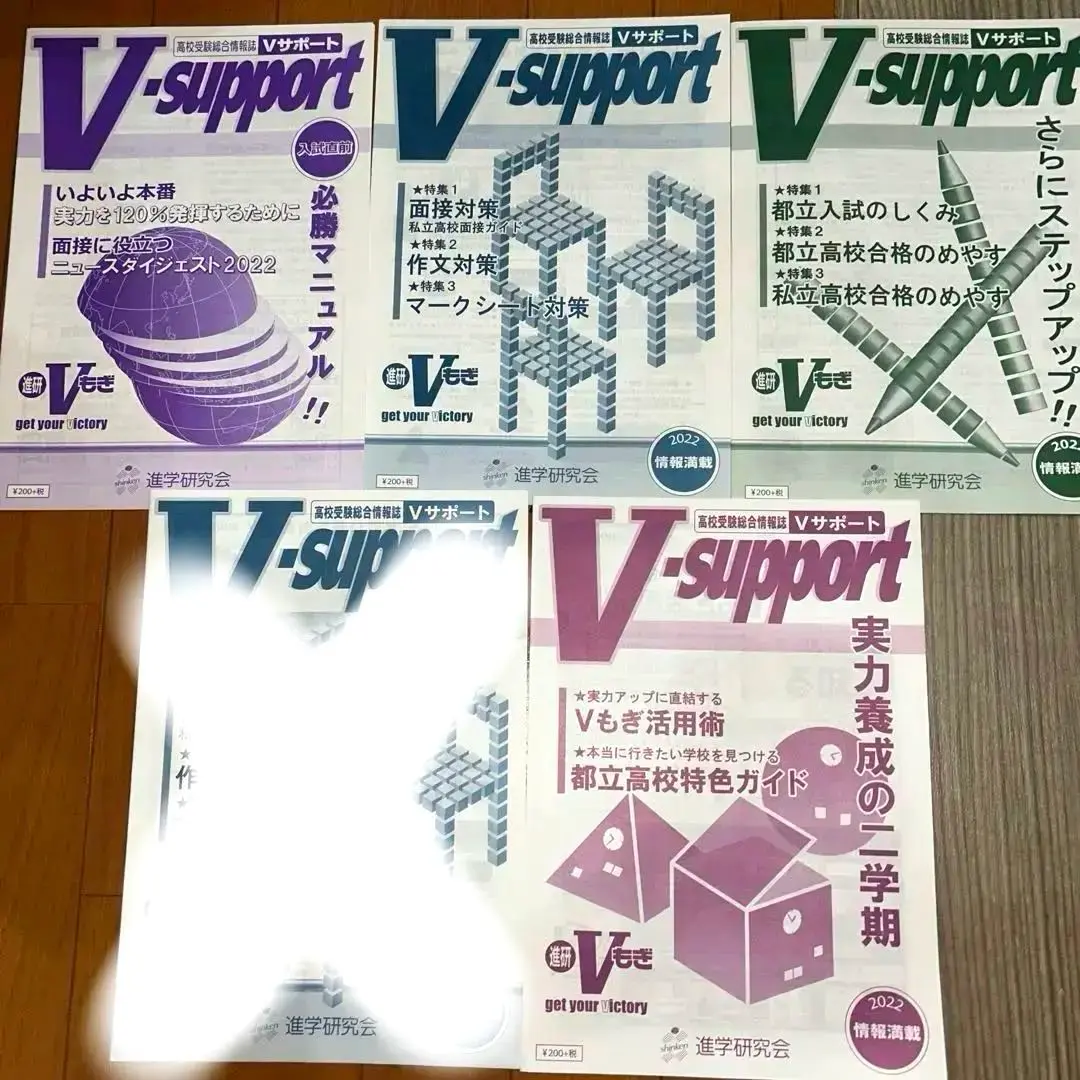 高校受験総合情報誌 Vサポート
V-support
入試直前
必勝マニュアル!!
いよいよ本番
実力を120%発揮するために
面接に役立つ
ニュースダイジェスト2022
進研 Vもぎ
get your Victory
shinken 進学研究会
¥200+税
高校受験総合情報誌 Vサポート
V-support
★特集1
面接対策
私立高校面接ガイド
★特集2
作文対策
★特集3
マークシート対策
進研 Vもぎ
get your Victory
2022
情報満載
shinken 進学研究会
¥200+税
高校受験総合情報誌 Vサポート
V-support
さらにステップアップ!!
★特集1
都立入試のしくみ
★特集2
都立高校合格のめやす
★特集3
私立高校合格のめやす
進研 Vもぎ
get your Victory
shinken 進学研究会
¥200+税
高校受験総合情報誌 Vサポート
★
作
進学研究会
高校受験総合情報誌 Vサポート
V-support
実力養成の二学期
★実力アップに直結する
Vもぎ活用術
★本当に行きたい学校を見つける
都立高校特色ガイド
進研 Vもぎ
get your Victory
2022
情報満載
shinken 進学研究会
¥200+税